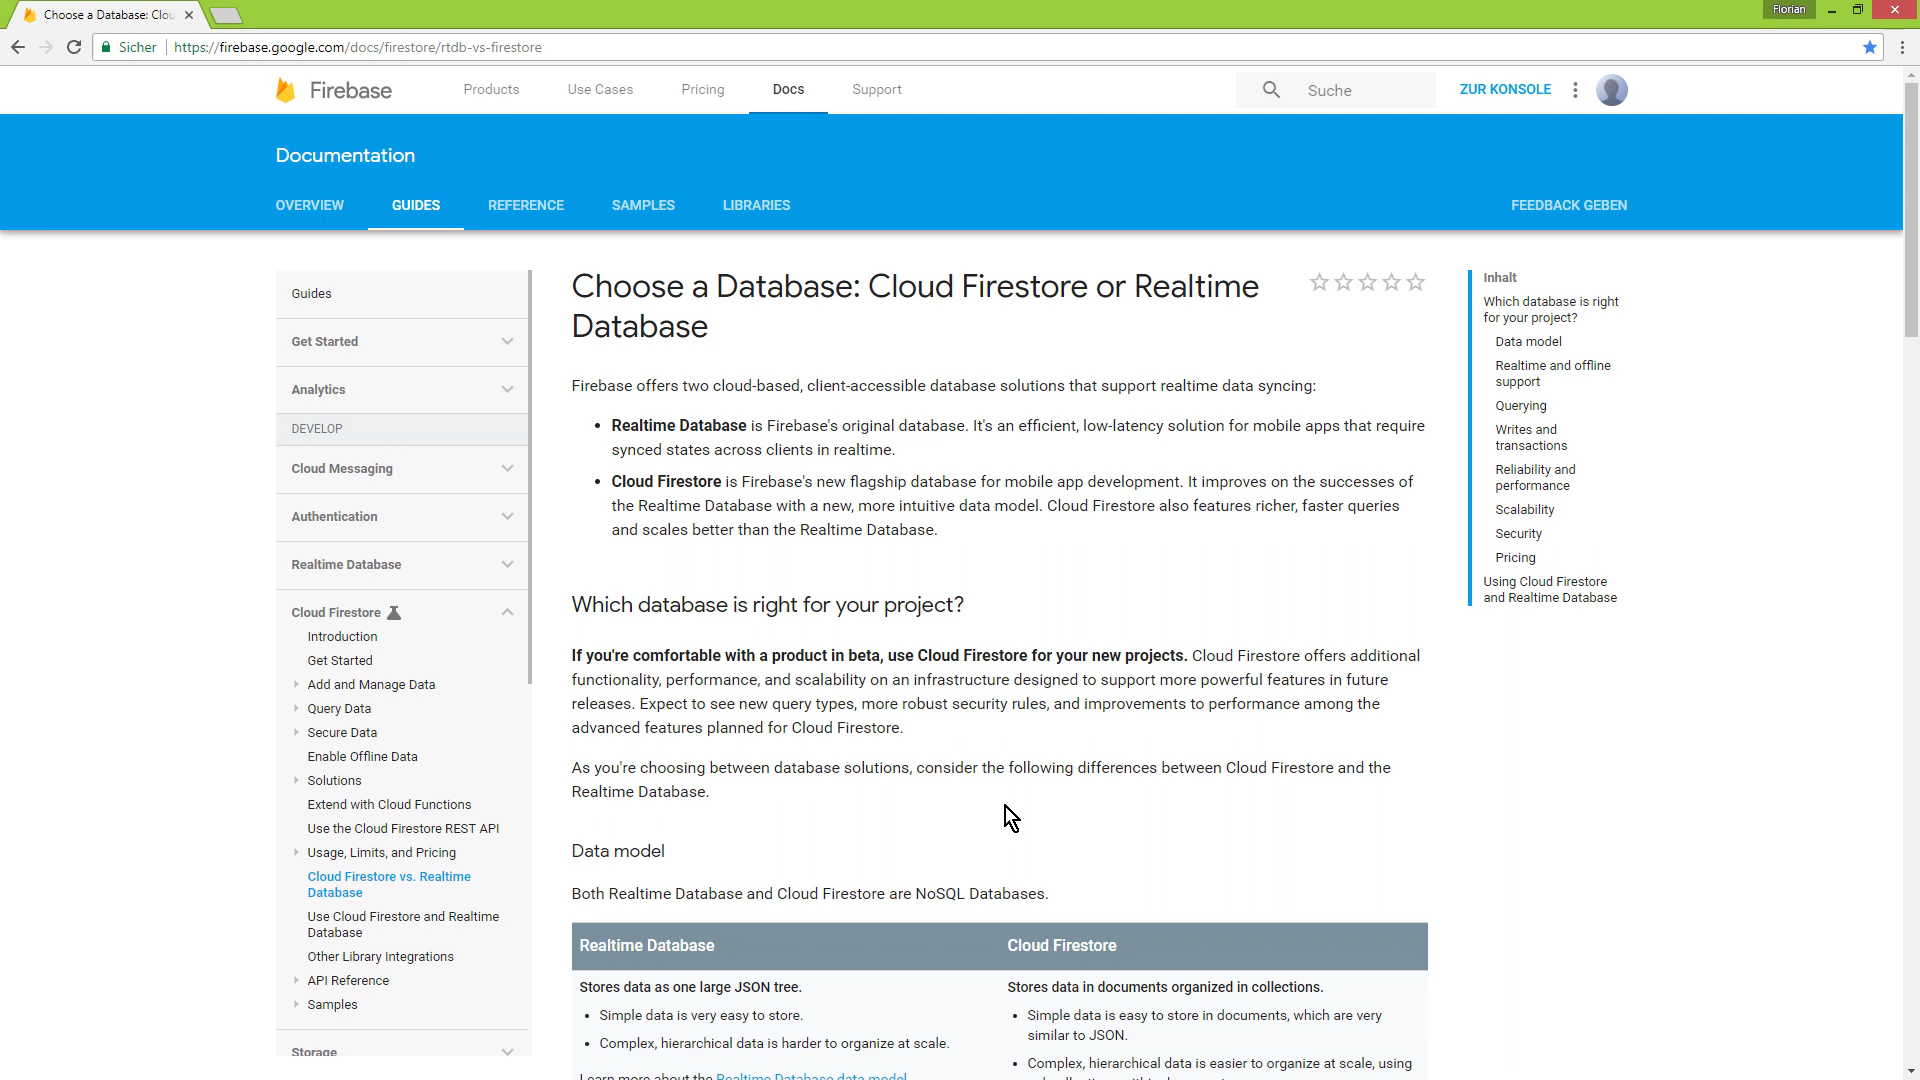 Choose a Database: Clou
Florian
Sicher
https://firebase.google.com/docs/firestore/rtdb-vs-firestore
Firebase
Products
Use Cases
Pricing
Docs
Support
Suche
ZUR KONSOLE
Documentation
OVERVIEW
GUIDES
REFERENCE
SAMPLES
LIBRARIES
FEEDBACK GEBEN
Guides
Get Started
Analytics
DEVELOP
Cloud Messaging
Authentication
Realtime Database
Cloud Firestore
Introduction
Get Started
Add and Manage Data
Query Data
Secure Data
Enable Offline Data
Solutions
Extend with Cloud Functions
Use the Cloud Firestore REST API
Usage, Limits, and Pricing
Cloud Firestore vs. Realtime
Database
Use Cloud Firestore and Realtime
Database
Other Library Integrations
API Reference
Samples
Storage
Choose a Database: Cloud Firestore or Realtime
Database
Firebase offers two cloud-based, client-accessible database solutions that support realtime data syncing:
• Realtime Database is Firebase's original database. It's an efficient, low-latency solution for mobile apps that require
synced states across clients in realtime.
• Cloud Firestore is Firebase's new flagship database for mobile app development. It improves on the successes of
the Realtime Database with a new, more intuitive data model. Cloud Firestore also features richer, faster queries
and scales better than the Realtime Database.
Which database is right for your project?
If you're comfortable with a product in beta, use Cloud Firestore for your new projects. Cloud Firestore offers additional
functionality, performance, and scalability on an infrastructure designed to support more powerful features in future
releases. Expect to see new query types, more robust security rules, and improvements to performance among the
advanced features planned for Cloud Firestore.
As you're choosing between database solutions, consider the following differences between Cloud Firestore and the
Realtime Database.
Data model
Both Realtime Database and Cloud Firestore are NoSQL Databases.
Realtime Database
Stores data as one large JSON tree.
• Simple data is very easy to store.
• Complex, hierarchical data is harder to organize at scale.
Learn more about the Realtime Database data model
Cloud Firestore
Stores data in documents organized in collections.
• Simple data is easy to store in documents, which are very
similar to JSON.
• Complex, hierarchical data is easier to organize at scale, using
Inhalt
Which database is right
for your project?
Data model
Realtime and offline
support
Querying
Writes and
transactions
Reliability and
performance
Scalability
Security
Pricing
Using Cloud Firestore
and Realtime Database